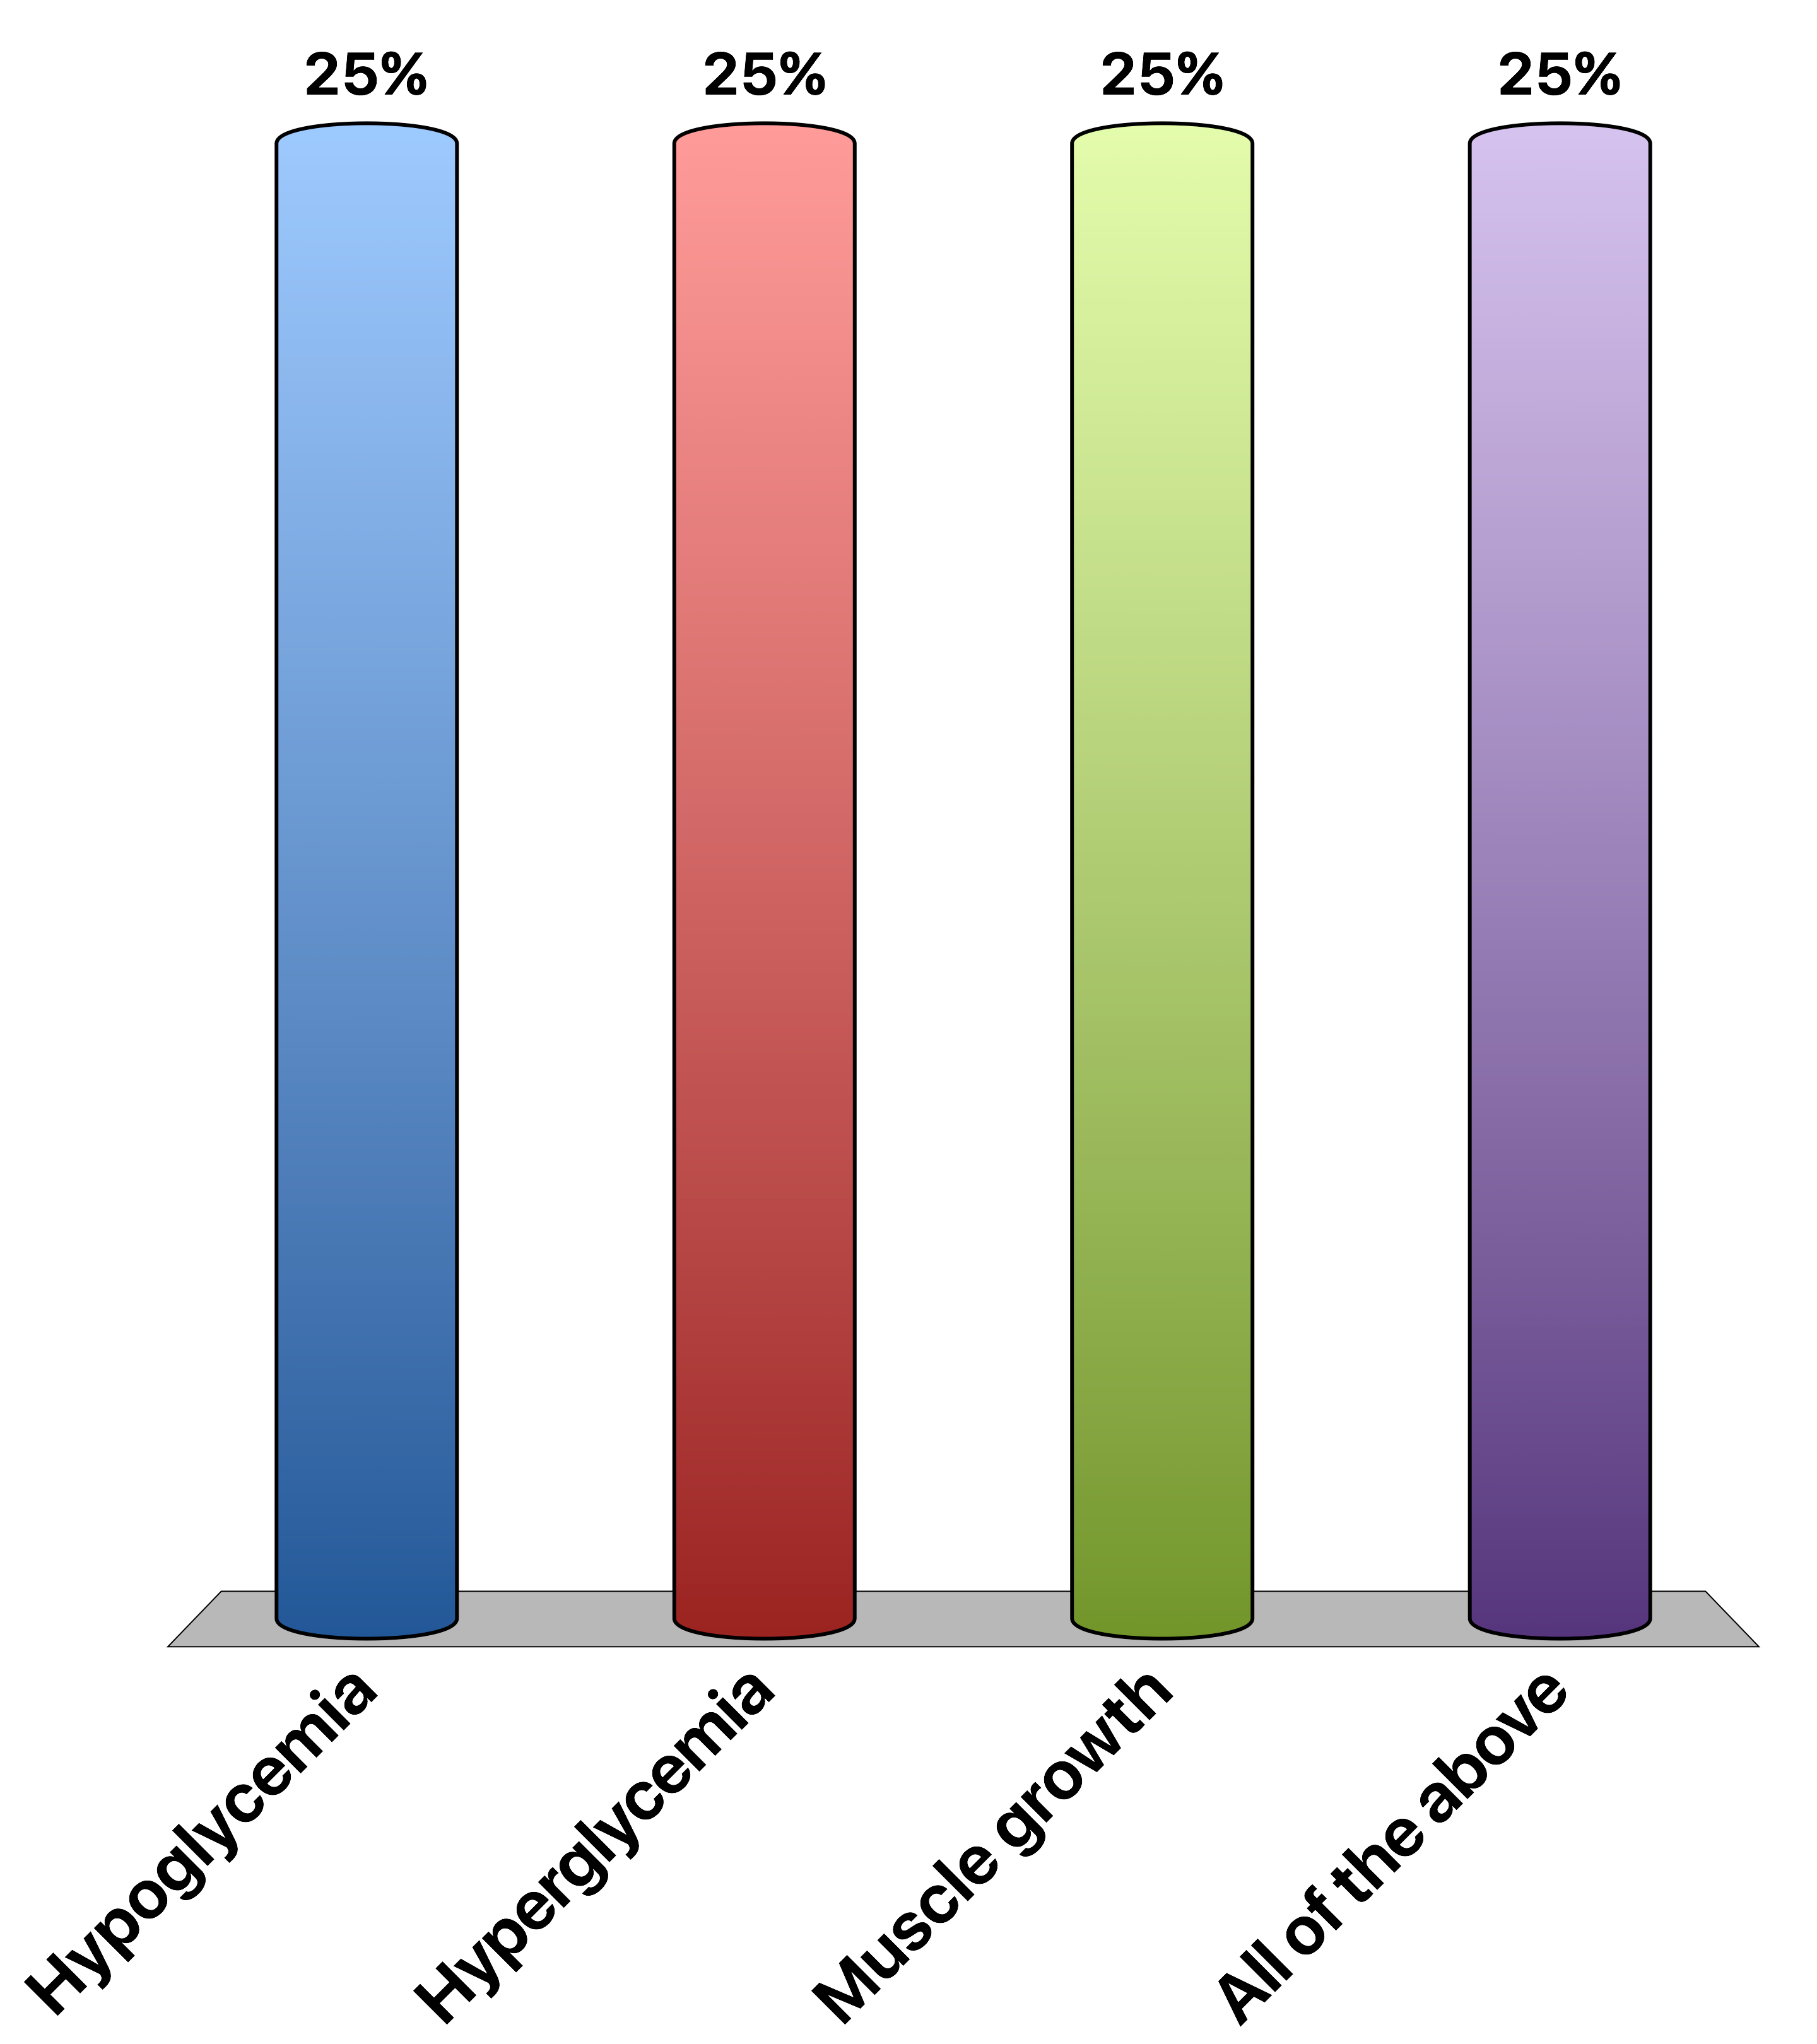 25%
25%
25%
25%
Hypoglycemia
Hyperglycemia
Muscle growth
All of the above